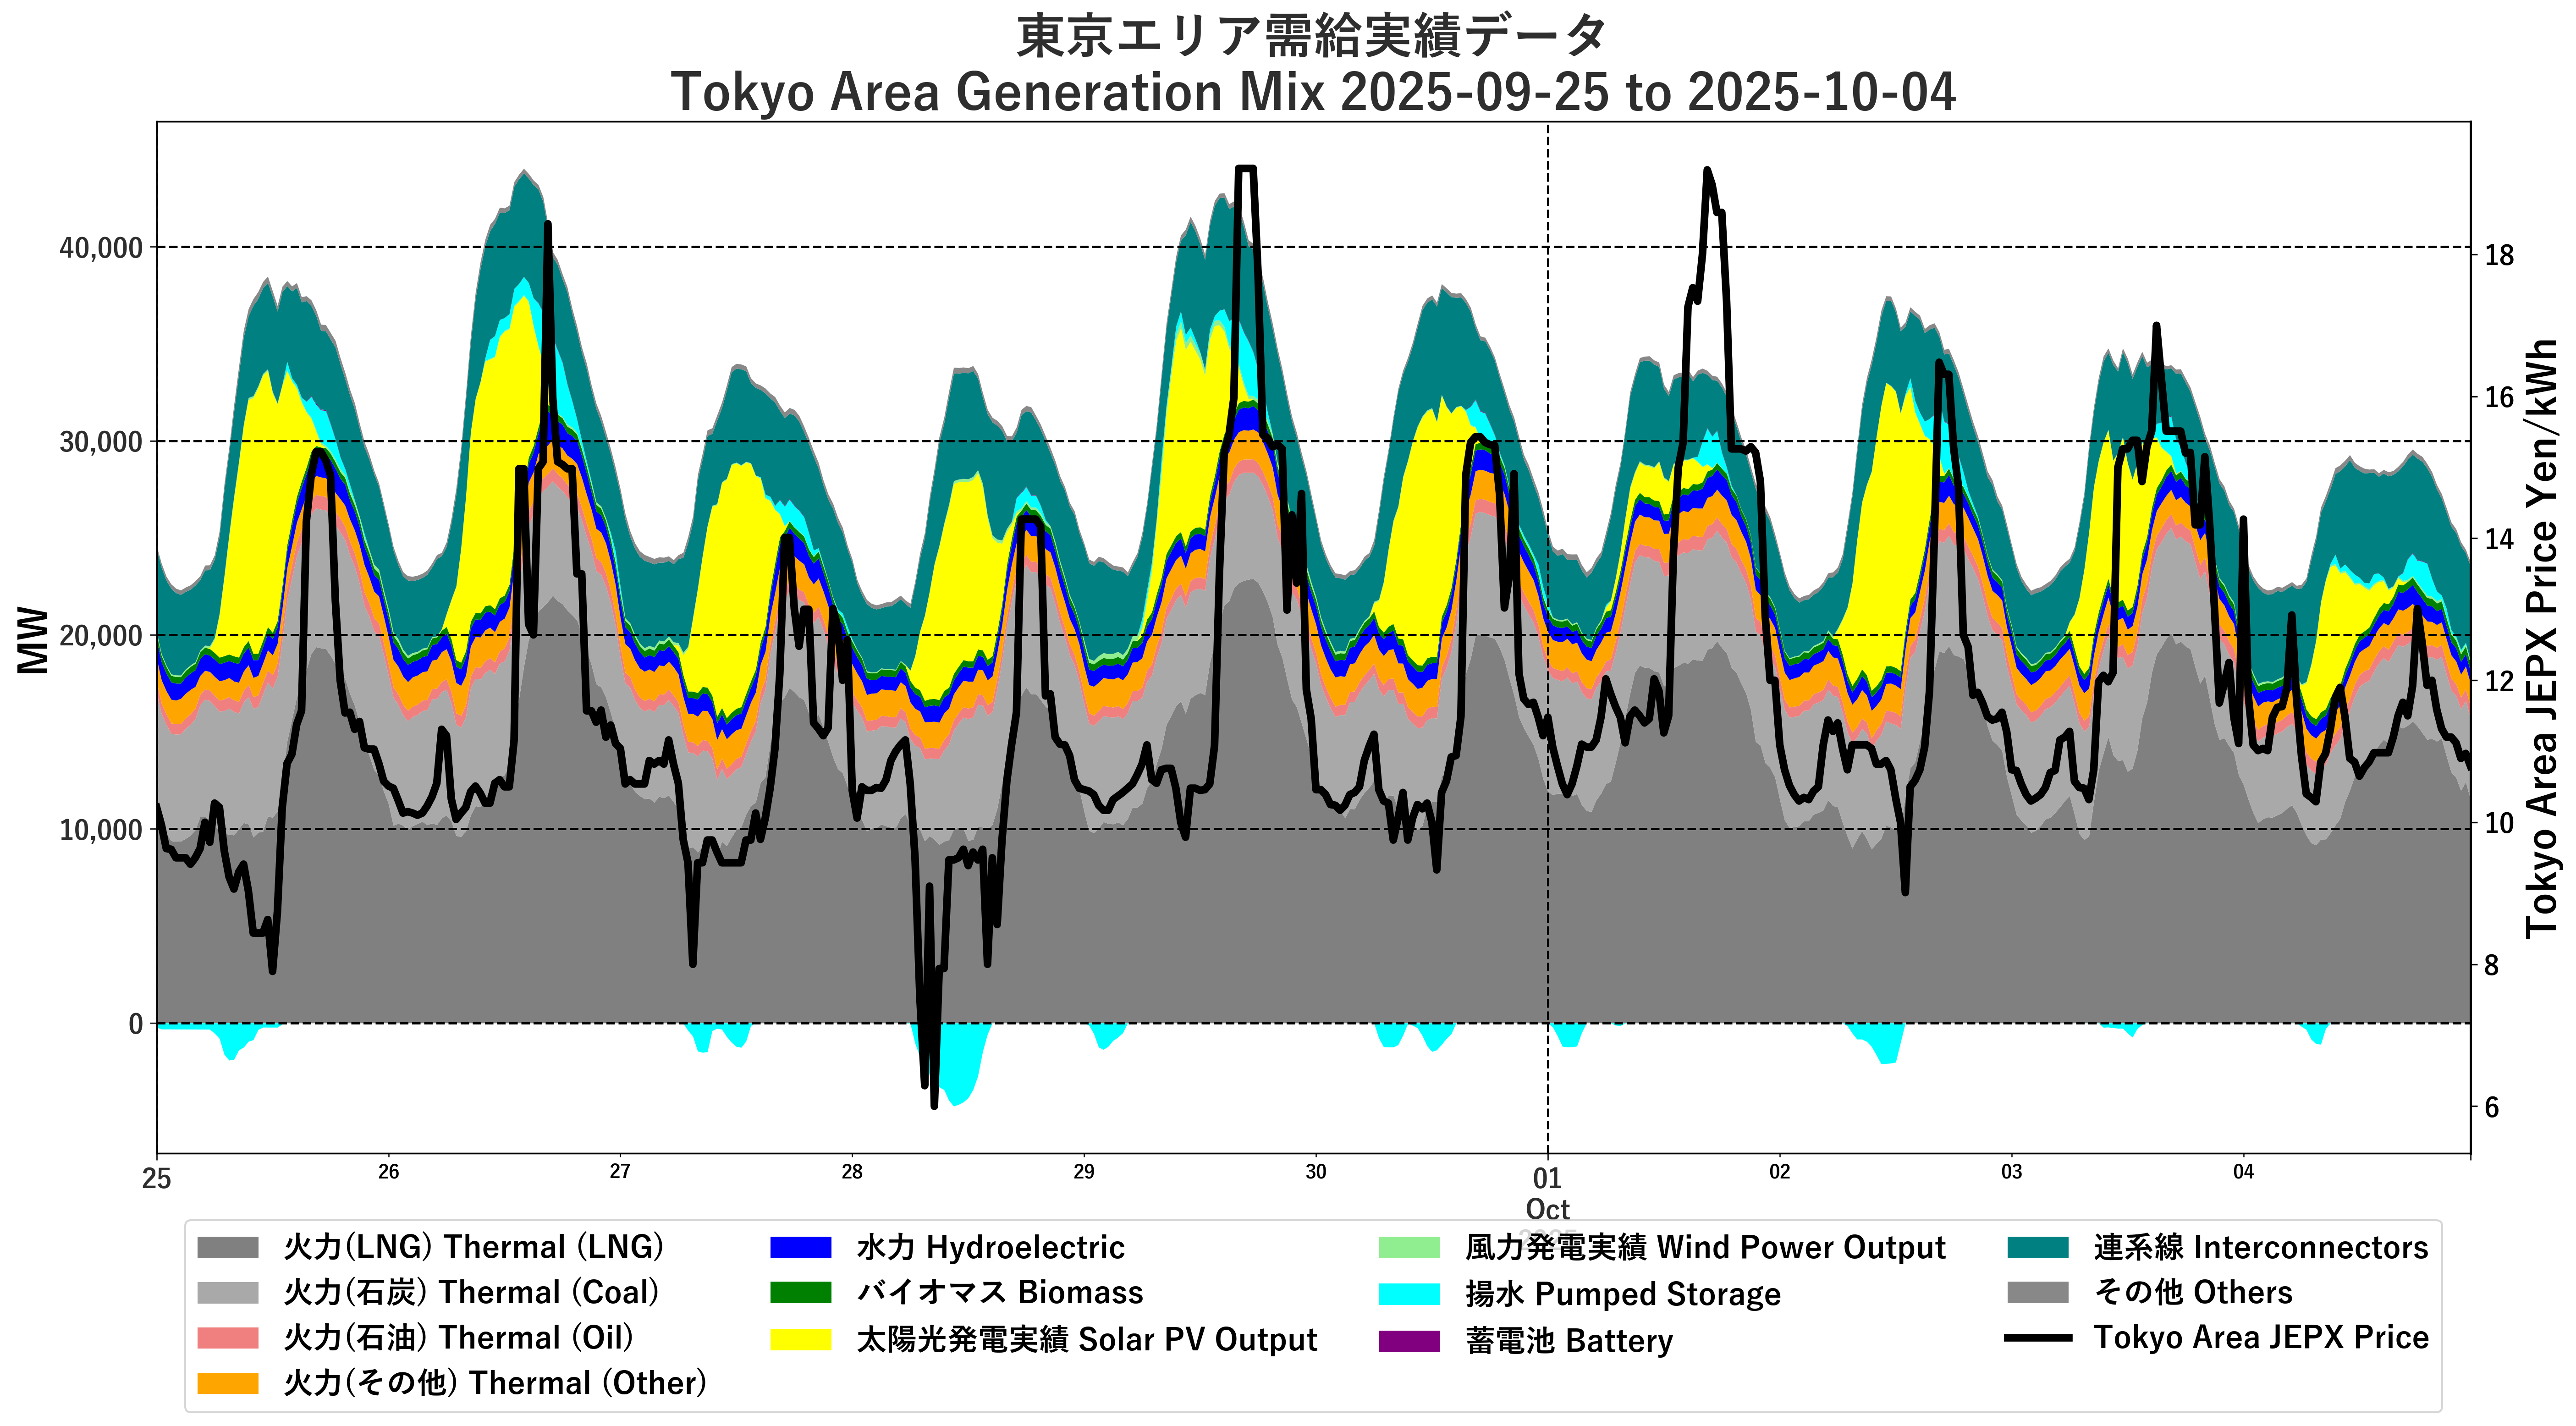 東京エリア需給実績データ
Tokyo Area Generation Mix 2025-09-25 to 2025-10-04
MW
40,000
30,000
20,000
10,000
0
18
16
14
12
10
8
6
Tokyo Area JEPX Price Yen/kWh
25
26
27
28
29
30
01
02
03
04
Oct
火力(LNG) Thermal (LNG)
火力(石炭) Thermal (Coal)
火力(石油) Thermal (Oil)
火力(その他) Thermal (Other)
水力 Hydroelectric
バイオマス Biomass
太陽光発電実績 Solar PV Output
風力発電実績 Wind Power Output
揚水 Pumped Storage
蓄電池 Battery
連系線 Interconnectors
その他 Others
Tokyo Area JEPX Price